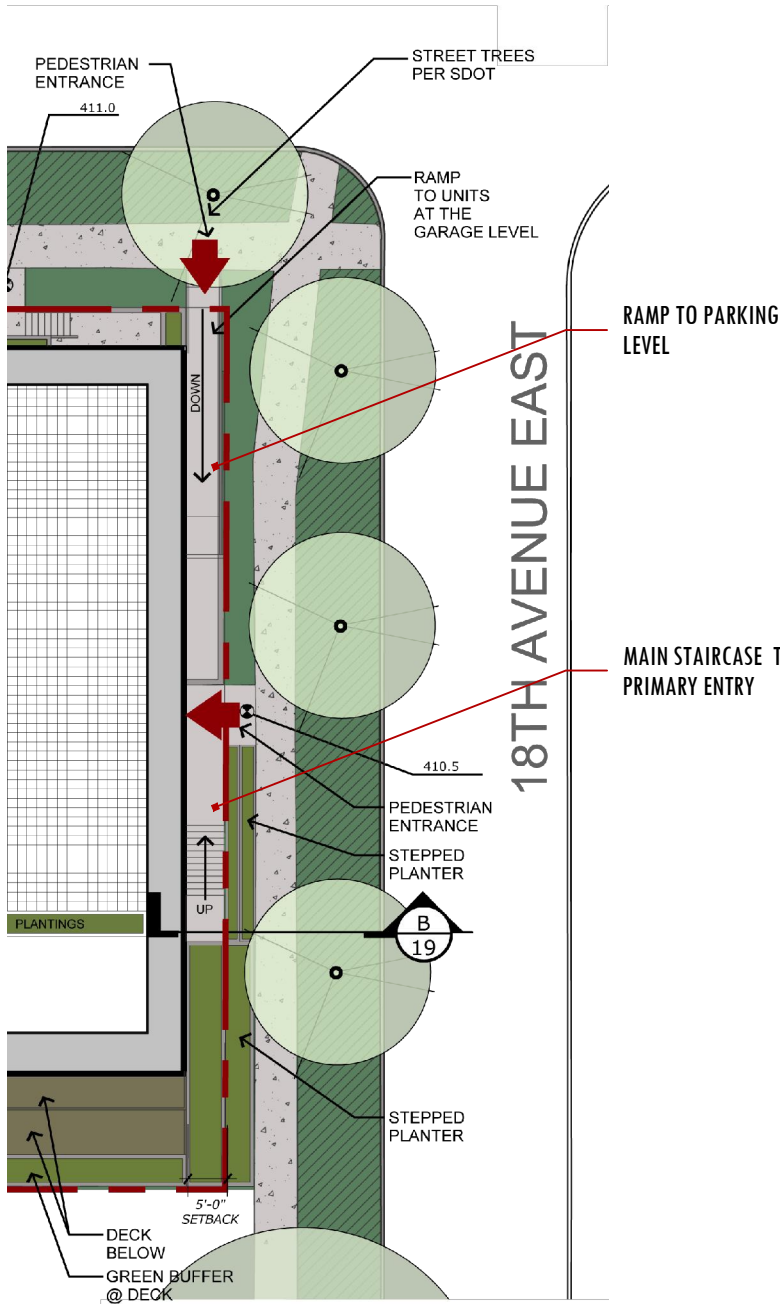 PEDESTRIAN
ENTRANCE
STREET TREES
PER SDOT
411.0
RAMP
TO UNITS
AT THE
GARAGE LEVEL
RAMP TO PARKING
LEVEL
DOWN
18TH AVENUE EAST
MAIN STAIRCASE T
PRIMARY ENTRY
410.5
PEDESTRIAN
ENTRANCE
STEPPED
PLANTER
UP
PLANTINGS
B
19
STEPPED
PLANTER
5'-0"
SETBACK
DECK
BELOW
GREEN BUFFER
@ DECK